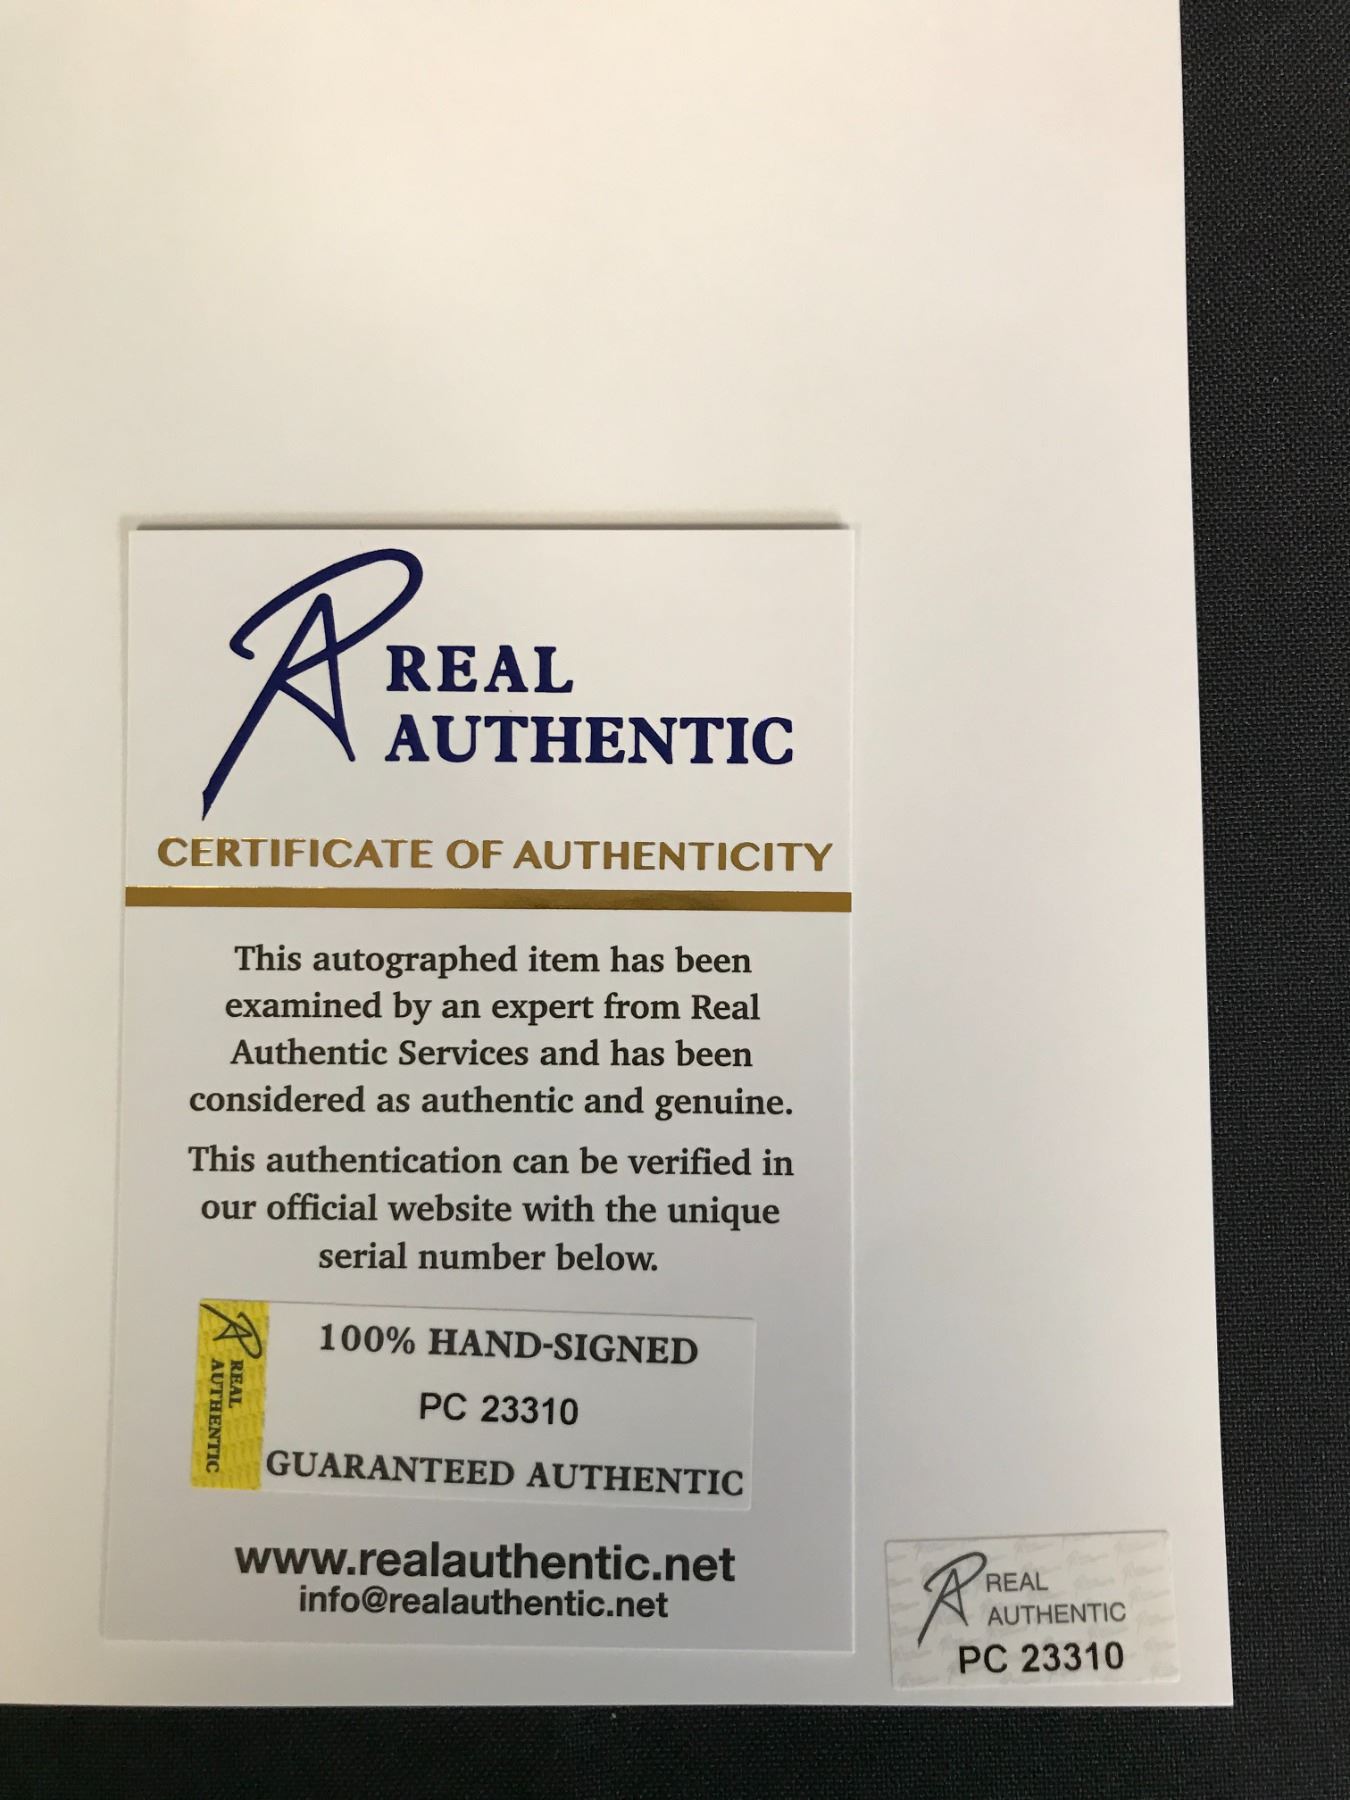 REAL
AUTHENTIC
CERTIFICATE OF AUTHENTICITY
This autographed item has been
examined by an expert from Real
Authentic Services and has been
considered as authentic and genuine.
This authentication can be verified in
our official website with the unique
serial number below.
REAL
AUTHENTIC
100% HAND-SIGNED
PC 23310
GUARANTEED AUTHENTIC
www.realauthentic.net
info@realauthentic.net
REAL
AUTHENTIC
PC 23310